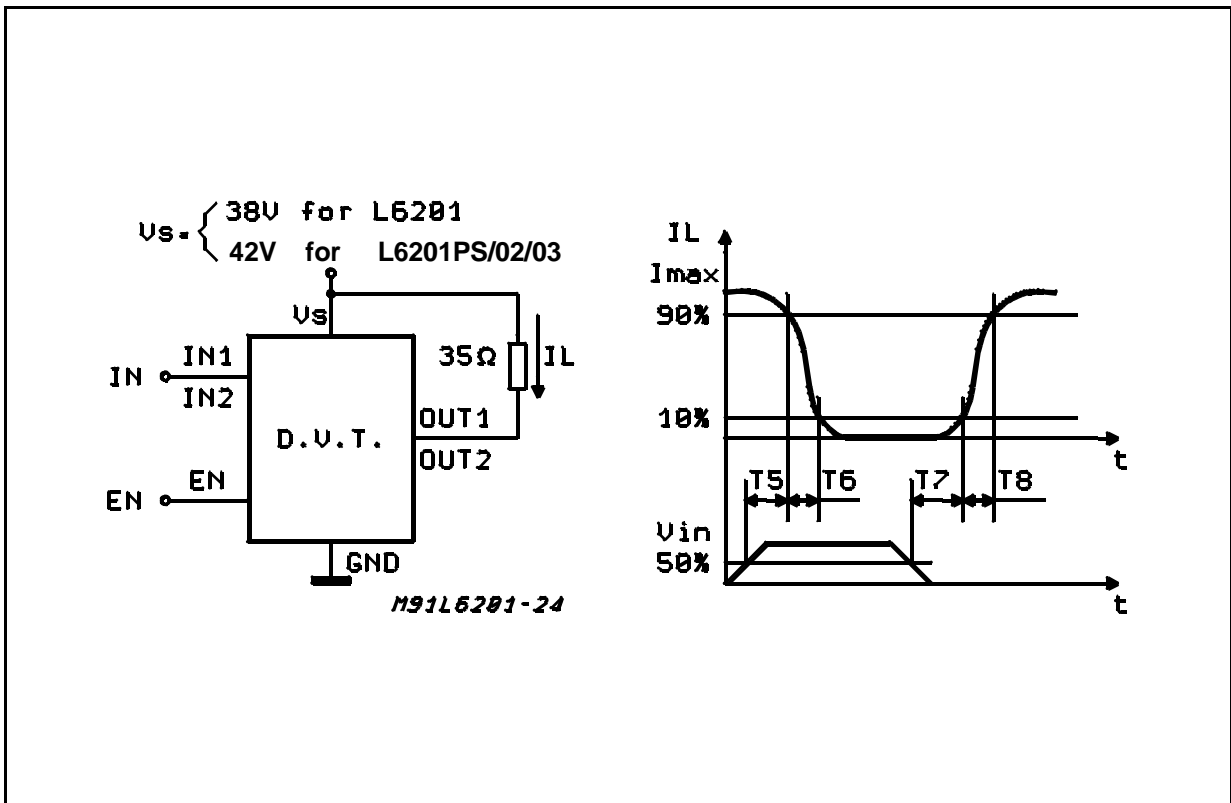 Vs=
38V for L6201
42V for L6201PS/02/03
Vs
IN
IN1
IN2
35Ω
IL
D.U.T.
OUT1
OUT2
EN
EN
GND
M91L6201-24
IL
Imax
90%
10%
t
T5
T6
T7
T8
Vin
50%
t